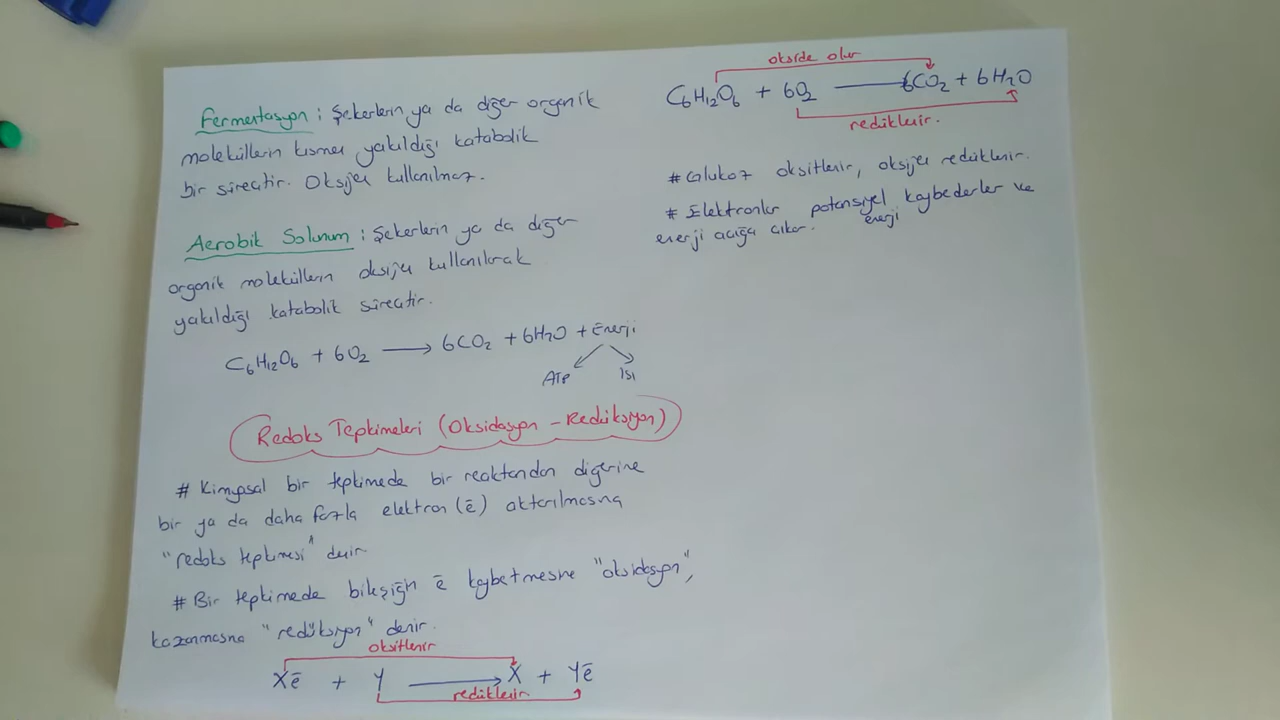 Fermentasyon : Şekerlerin ya da diğer organik
moleküllerin kısmen yakıldığı katabolik
bir süreçtir. Oksijen kullanılmaz.
Aerobik Solunum : Şekerlerin ya da diğer
organik moleküllerin oksijen kullanılarak
yakıldığı katabolik süreçtir.
C₆H₁₂O₆ + 6O₂ → 6CO₂ + 6H₂O + Enerji
ATP Isı
Redoks Tepkimeleri (Oksidasyon - Redüksiyon)
# Kimyasal bir tepkimede bir reaktandan diğerine
bir ya da daha fazla elektron (ē) aktarılmasına
"redoks tepkimesi" denir
# Bir tepkimede bileşiğin ē kaybetmesine "oksidasyon",
kazanmasına "redüksiyon" denir.
oksitlenir
Xē + Y → X + Yē
redüklenir
okside olur
C₆H₁₂O₆ + 6O₂ → 6CO₂ + 6H₂O
redüklenir.
# Glukoz oksitlenir, oksijen redüklenir.
# Elektronlar potansiyel kaybederler ve
enerji
enerji açığa çıkar.